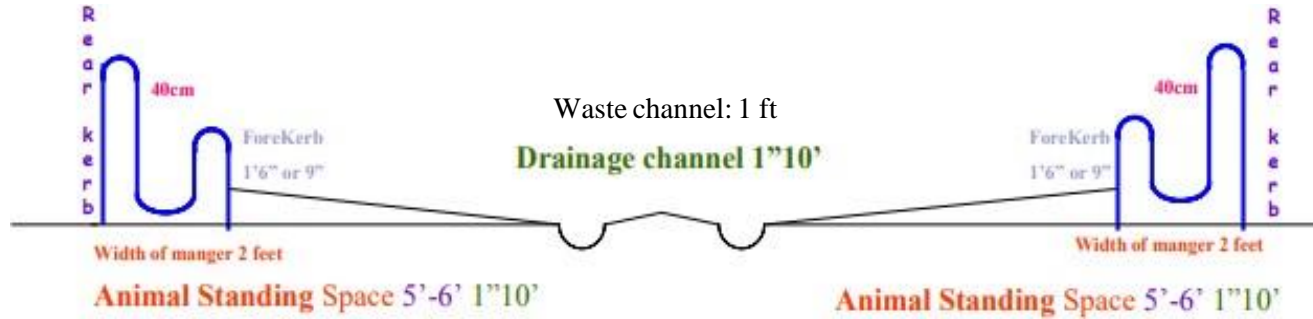 Rear kerb
40cm
ForeKerb
1'6” or 9”
Width of manger 2 feet
Animal Standing Space 5’-6’ 1”10’
Waste channel: 1 ft
Drainage channel 1”10’
Rear kerb
40cm
ForeKerb
1'6” or 9”
Width of manger 2 feet
Animal Standing Space 5’-6’ 1”10’